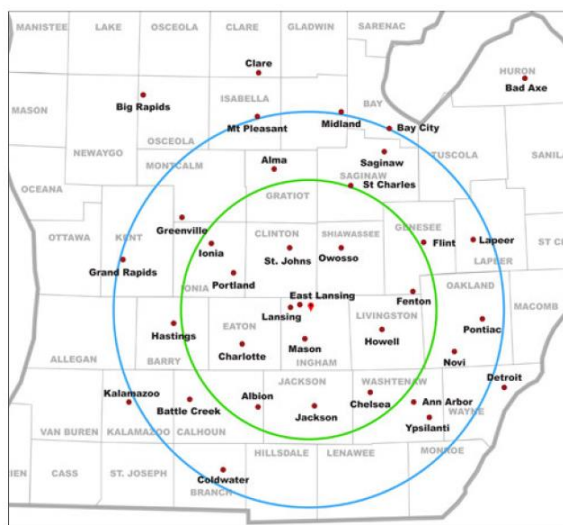 MANISTEE
LAKE
OSCEOLA
CLARE
GLADWIN
SARENAC
Clare
HURON
Bad Axe
MASON
Big Rapids
ISABELLA
Mt Pleasant
Midland
BAY
Bay City
OSCEOLA
NEWAYGO
MONTCALM
Alma
Saginaw
SAGINAW
TUSCOLA
SANILA
St Charles
OCEANA
GRATIOT
Greenville
OTTAWA
KENT
Ionia
CLINTON
St. Johns
SHIAWASSEE
Owosso
GENESEE
Flint
Lapeer
LAPEER
ST C
Grand Rapids
IONIA
Portland
East Lansing
Lansing
Fenton
OAKLAND
MACOMB
Hastings
EATON
LIVINGSTON
Pontiac
ALLEGAN
BARRY
Charlotte
Mason
INGHAM
Howell
Novi
Kalamazoo
Battle Creek
JACKSON
Albion
Jackson
WASHTENAW
Chelsea
Ann Arbor
Detroit
WAYNE
Ypsilanti
VAN BUREN
KALAMAZOO
CALHOUN
HILLSDALE
LENAWEE
MONROE
RIEN
CASS
ST. JOSEPH
Coldwater
BRANCH